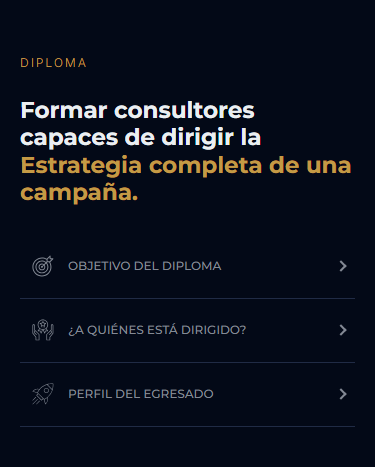 DIPLOMA
Formar consultores
capaces de dirigir la
Estrategia completa de una
campaña.
OBJETIVO DEL DIPLOMA
¿A QUIÉNES ESTÁ DIRIGIDO?
PERFIL DEL EGRESADO